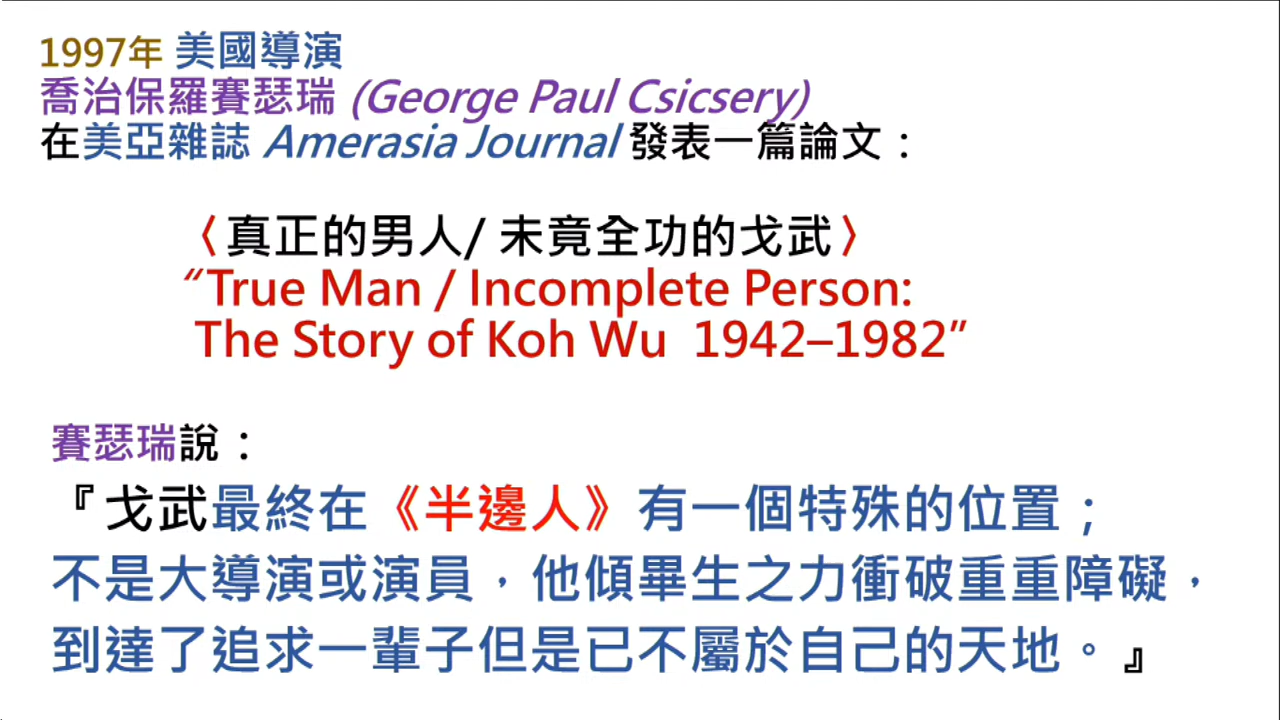 1997年 美國導演
喬治保羅賽瑟瑞 (George Paul Csicsery)
在美亞雜誌 Amerasia Journal 發表一篇論文：
〈真正的男人/ 未竟全功的戈武〉
"True Man / Incomplete Person:
The Story of Koh Wu 1942–1982"
賽瑟瑞說：
『戈武最終在《半邊人》有一個特殊的位置；
不是大導演或演員，他傾畢生之力衝破重重障礙，
到達了追求一輩子但是已不屬於自己的天地。』